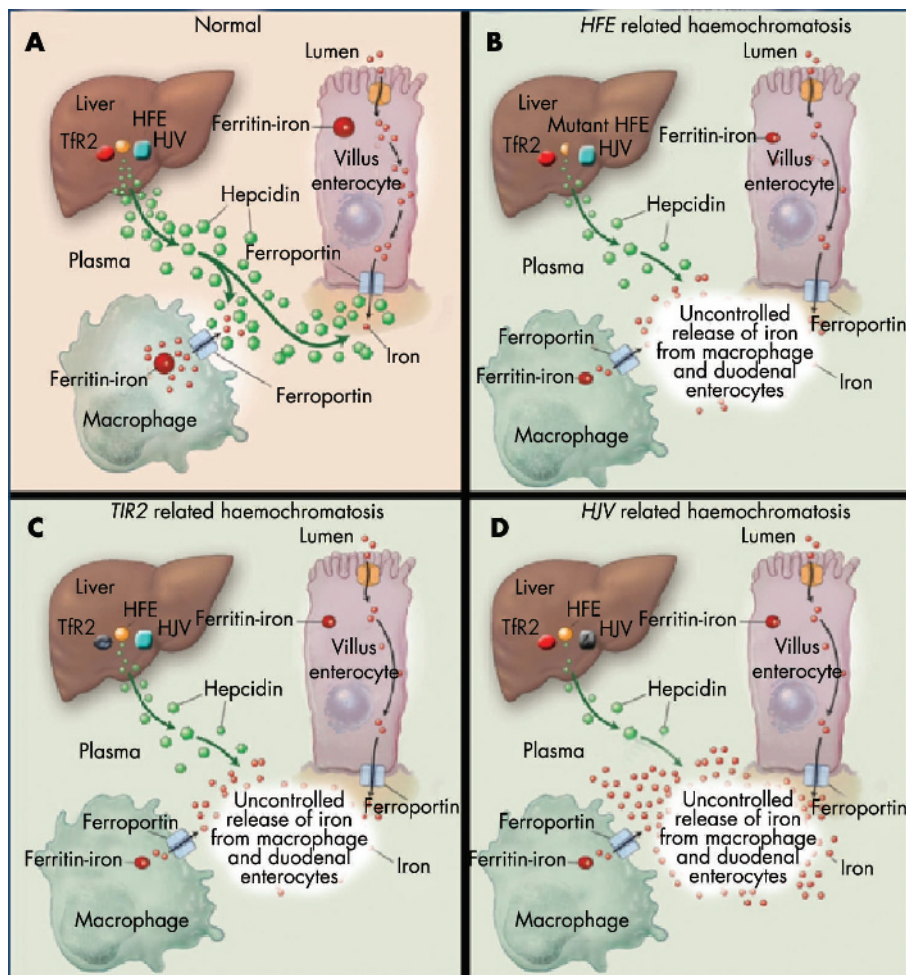 A
Normal
Lumen
Liver
HFE
TfR2
HJV
Ferritin-iron
Villus
enterocyte
Hepcidin
Ferroportin
Plasma
Iron
Ferritin-iron
Ferroportin
Macrophage
B
HFE related haemochromatosis
Lumen
Liver
Mutant HFE
TfR2
HJV
Ferritin-iron
Villus
enterocyte
Hepcidin
Plasma
Uncontrolled
release of iron
from macrophage
and duodenal
enterocytes
Ferroportin
Ferroportin
Iron
Ferritin-iron
Macrophage
C
TIR2 related haemochromatosis
Lumen
Liver
HFE
TfR2
HJV
Ferritin-iron
Villus
enterocyte
Hepcidin
Plasma
Uncontrolled
release of iron
from macrophage
and duodenal
enterocytes
Ferroportin
Ferroportin
Iron
Ferritin-iron
Macrophage
D
HJV related haemochromatosis
Lumen
Liver
HFE
TfR2
HJV
Ferritin-iron
Villus
enterocyte
Hepcidin
Plasma
Uncontrolled
release of iron
from macrophage
and duodenal
enterocytes
Ferroportin
Ferroportin
Iron
Ferritin-iron
Macrophage